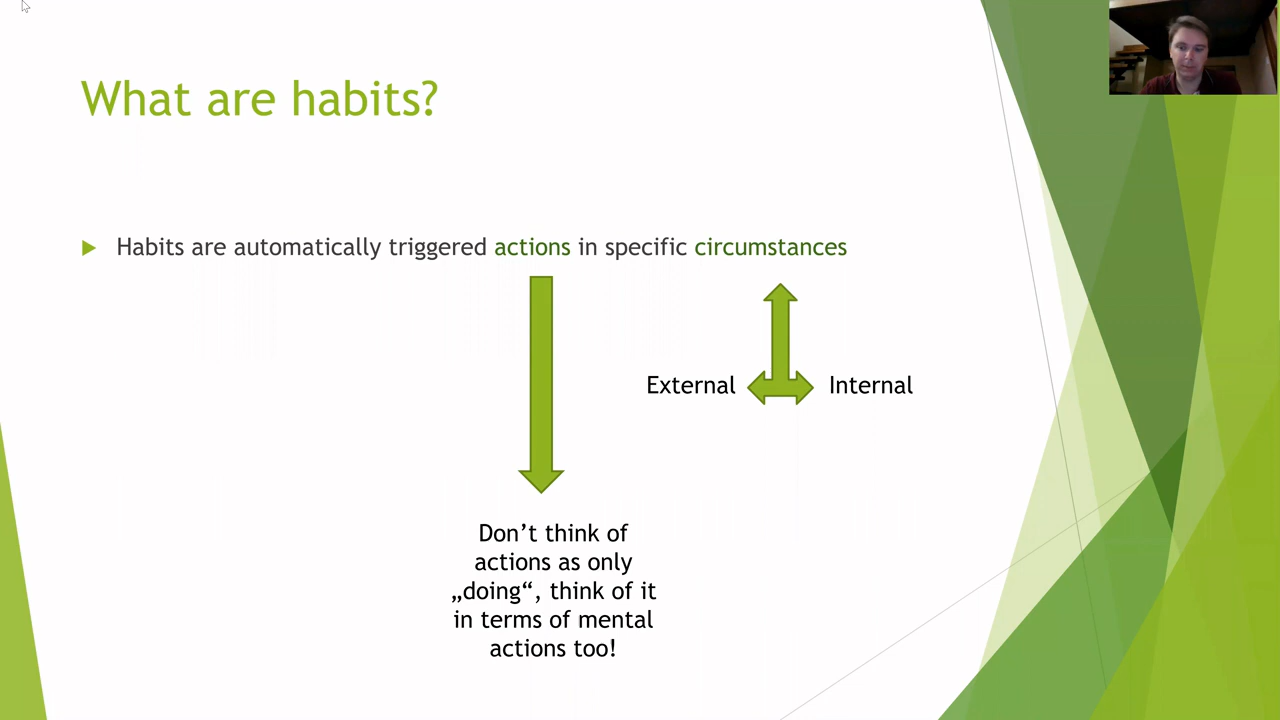 What are habits?
Habits are automatically triggered actions in specific circumstances
External
Internal
Don’t think of
actions as only
„doing“, think of it
in terms of mental
actions too!